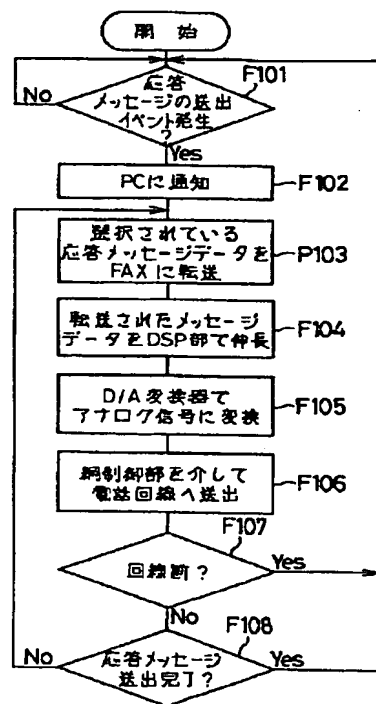 開始
F101
応答
メッセージの送出
イベント発生
?
No
Yes
PCに通知
F102
選択されている
応答メッセージデータを
FAXに転送
P103
転送されたメッセージ
データをDSP部で伸長
F104
D/A変換器で
アナログ信号に変換
F105
網制御部を介して
電話回線へ送出
F106
F107
回線断?
Yes
No
F108
応答メッセージ
送出完了?
No
Yes